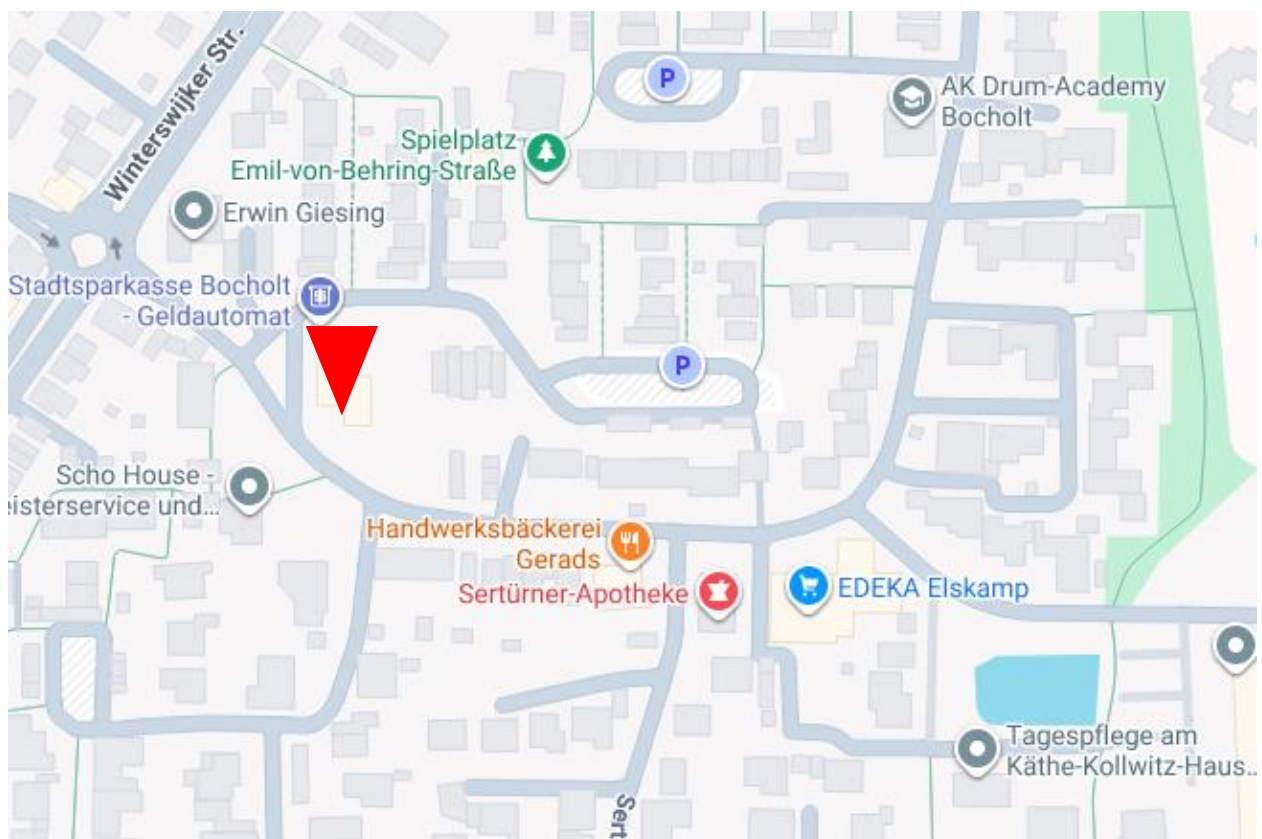 Winterswijker Str.
P
AK Drum-Academy
Bocholt
Spielplatz
Emil-von-Behring-Straße
Erwin Giesing
Stadtsparkasse Bocholt
- Geldautomat
P
Scho House -
eisterservice und...
Handwerksbäckerei
Gerads
Sertürner-Apotheke
EDEKA Elskamp
Tagespflege am
Käthe-Kollwitz-Haus...
Sert